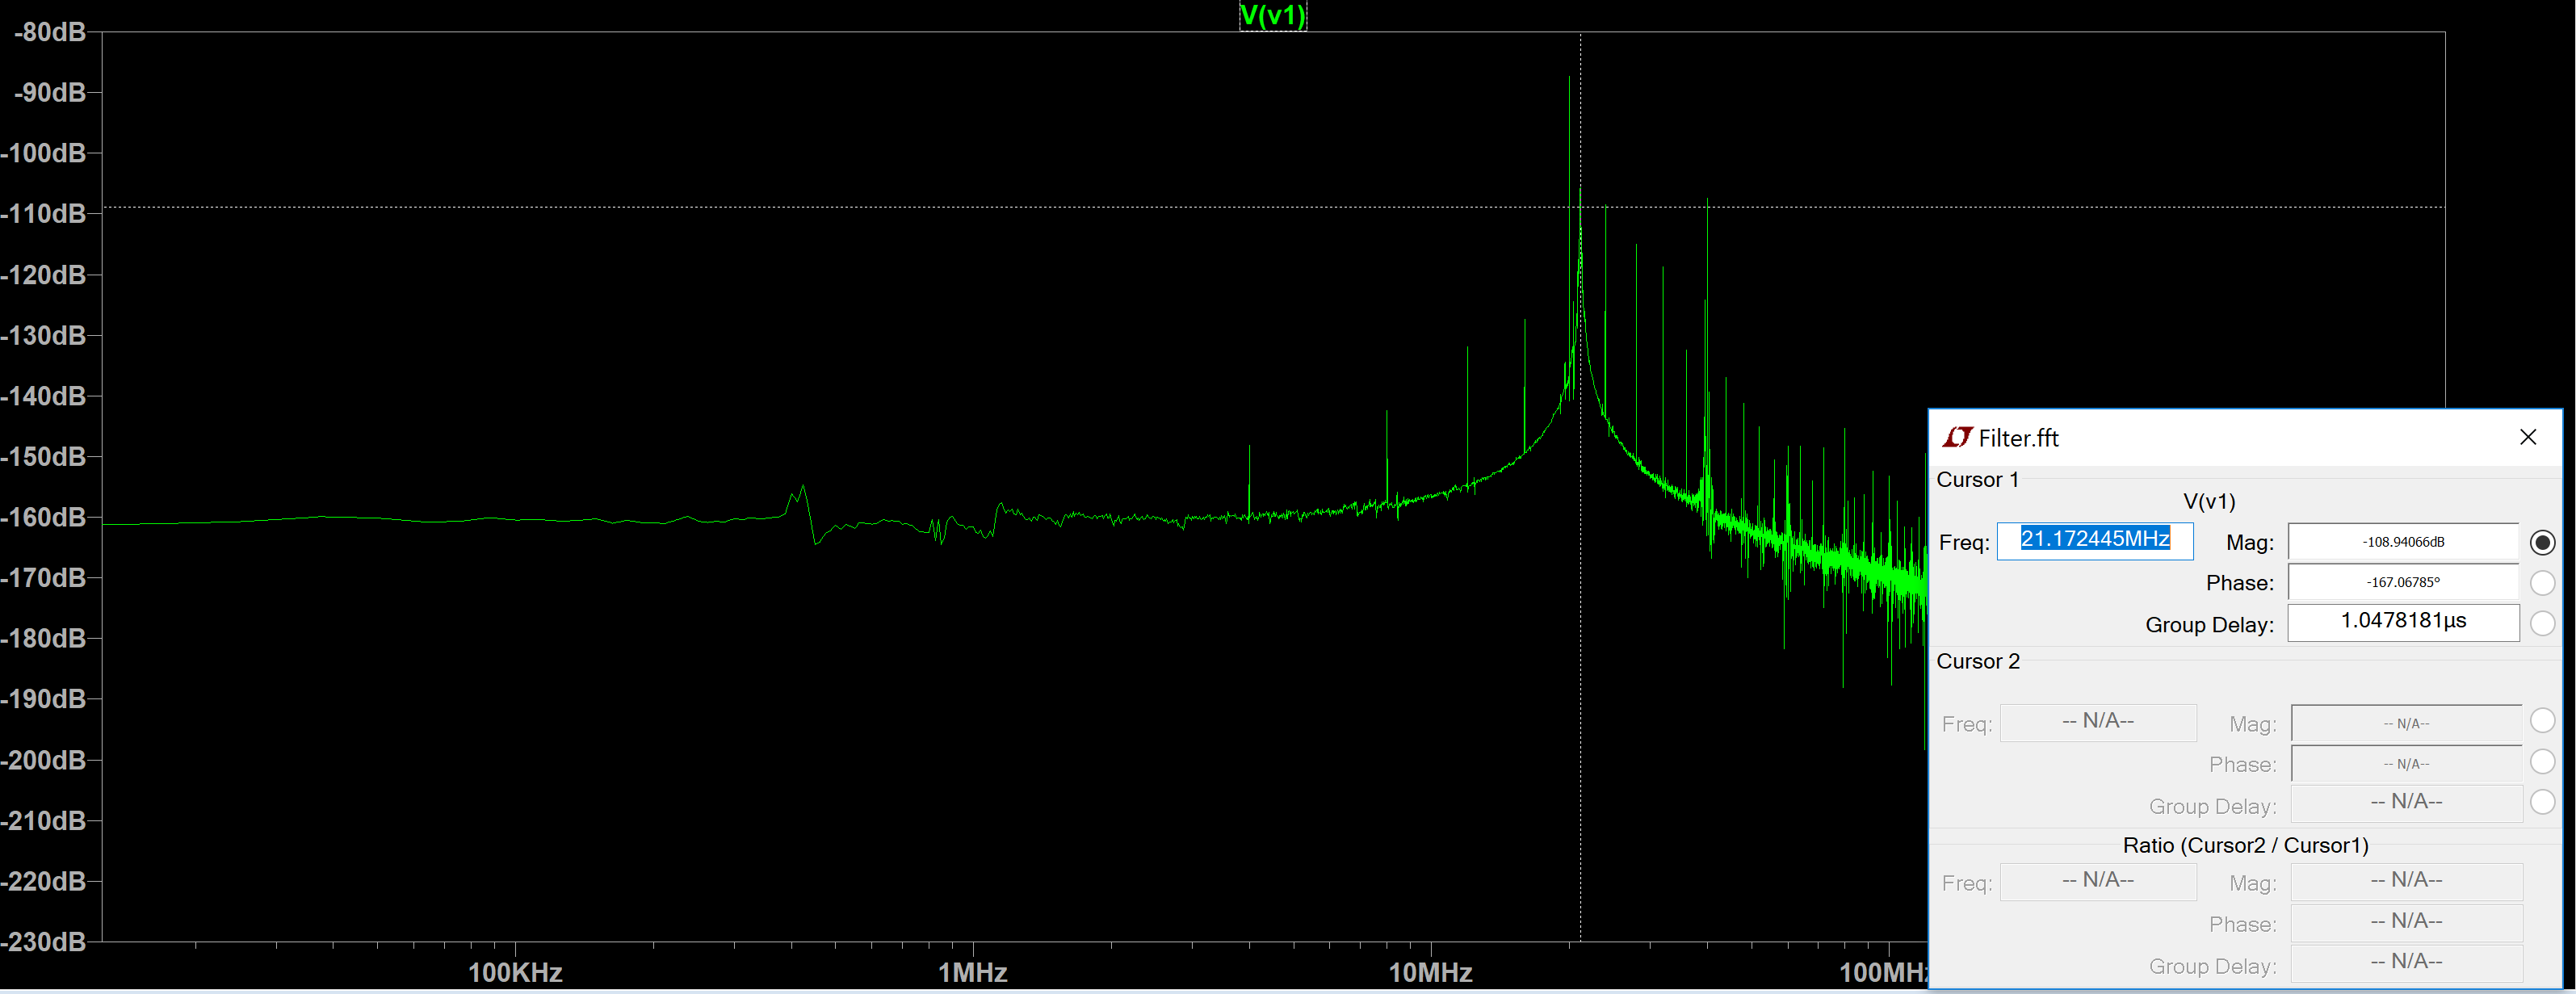 V(v1)
-80dB
-90dB
-100dB
-110dB
-120dB
-130dB
-140dB
-150dB
-160dB
-170dB
-180dB
-190dB
-200dB
-210dB
-220dB
-230dB
100KHz 1MHz 10MHz 100MHz
Filter.fft
Cursor 1
V(v1)
Freq: 21.172445MHz Mag: -108.94066dB
Phase: -167.06785°
Group Delay: 1.0478181µs
Cursor 2
Freq: -- N/A-- Mag: -- N/A--
Phase: -- N/A--
Group Delay: -- N/A--
Ratio (Cursor2 / Cursor1)
Freq: -- N/A-- Mag: -- N/A--
Phase: -- N/A--
Group Delay: -- N/A--